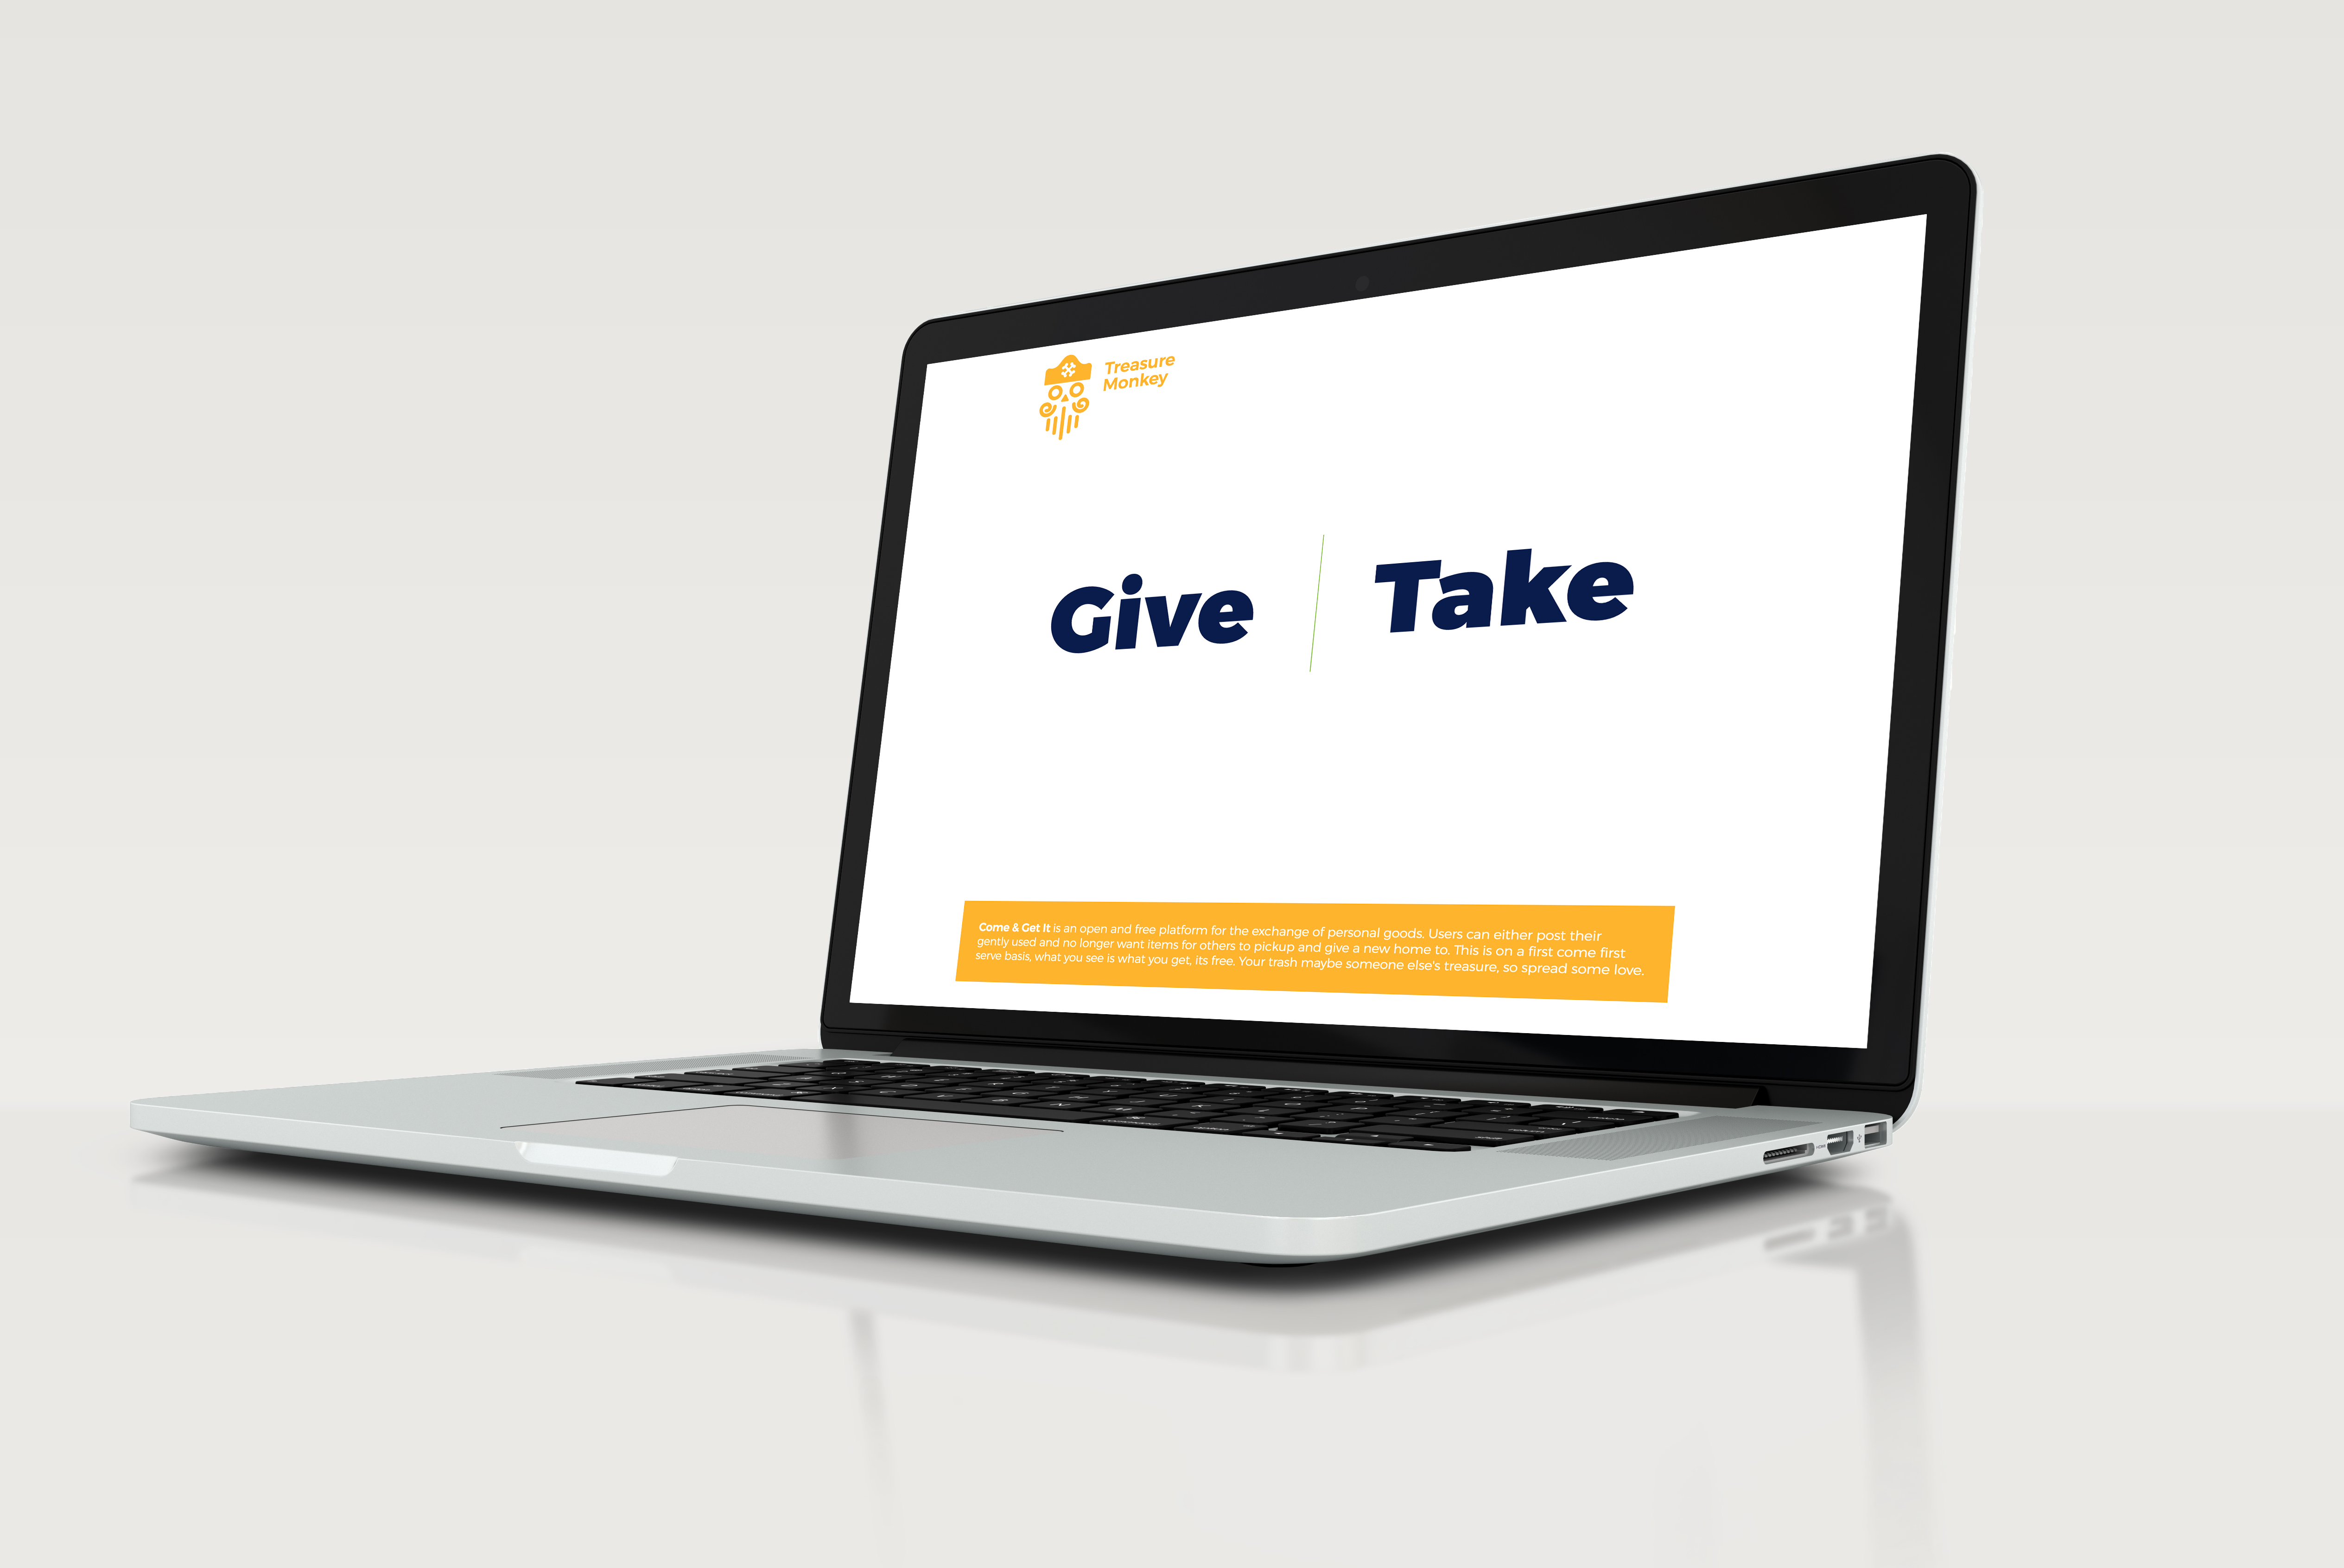 Treasure
Monkey
Give
Take
Come & Get It is an open and free platform for the exchange of personal goods. Users can either post their
gently used and no longer want items for others to pickup and give a new home to. This is on a first come first
serve basis, what you see is what you get, its free. Your trash maybe someone else's treasure, so spread some love.